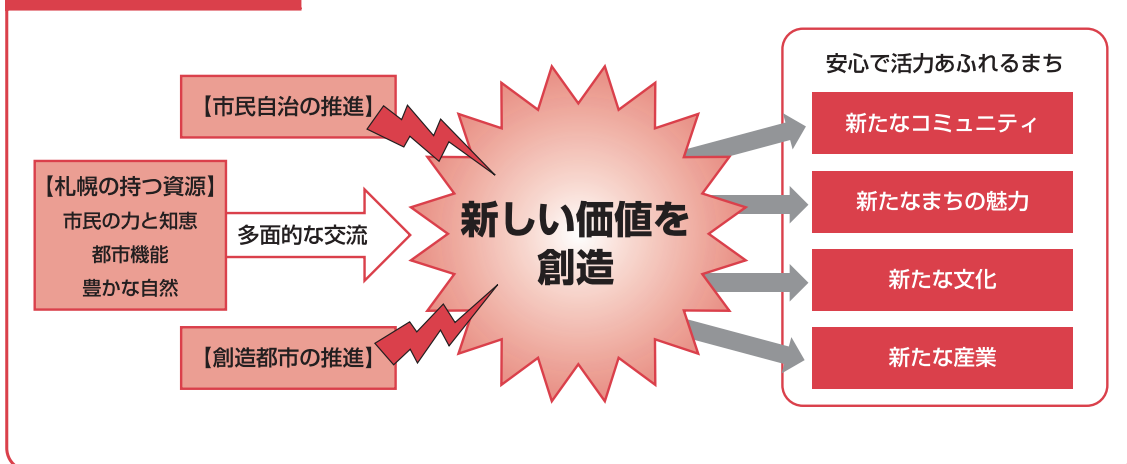 【市民自治の推進】
【札幌の持つ資源】
市民の力と知恵
都市機能
豊かな自然
多面的な交流
【創造都市の推進】
新しい価値を
創造
安心で活力あふれるまち
新たなコミュニティ
新たなまちの魅力
新たな文化
新たな産業